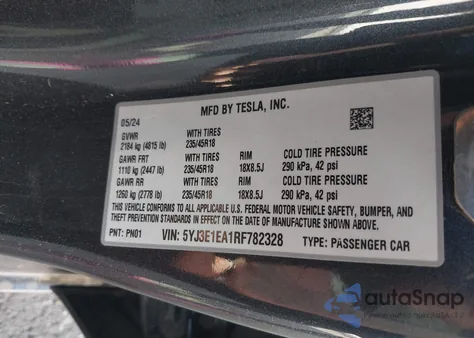 MFD BY TESLA, INC.
05/24
GVWR WITH TIRES
2184 kg (4815 lb) 235/45R18
GAWR FRT WITH TIRES RIM COLD TIRE PRESSURE
1110 kg (2447 lb) 235/45R18 18X8.5J 290 kPa, 42 psi
GAWR RR WITH TIRES RIM COLD TIRE PRESSURE
1260 kg (2778 lb) 235/45R18 18X8.5J 290 kPa, 42 psi
THIS VEHICLE CONFORMS TO ALL APPLICABLE U.S. FEDERAL MOTOR VEHICLE SAFETY, BUMPER, AND
THEFT PREVENTION STANDARDS IN EFFECT ON THE DATE OF MANUFACTURE SHOWN ABOVE.
PNT: PN01 VIN: 5YJ3E1EA1RF782328 TYPE: PASSENGER CAR
autoSnap